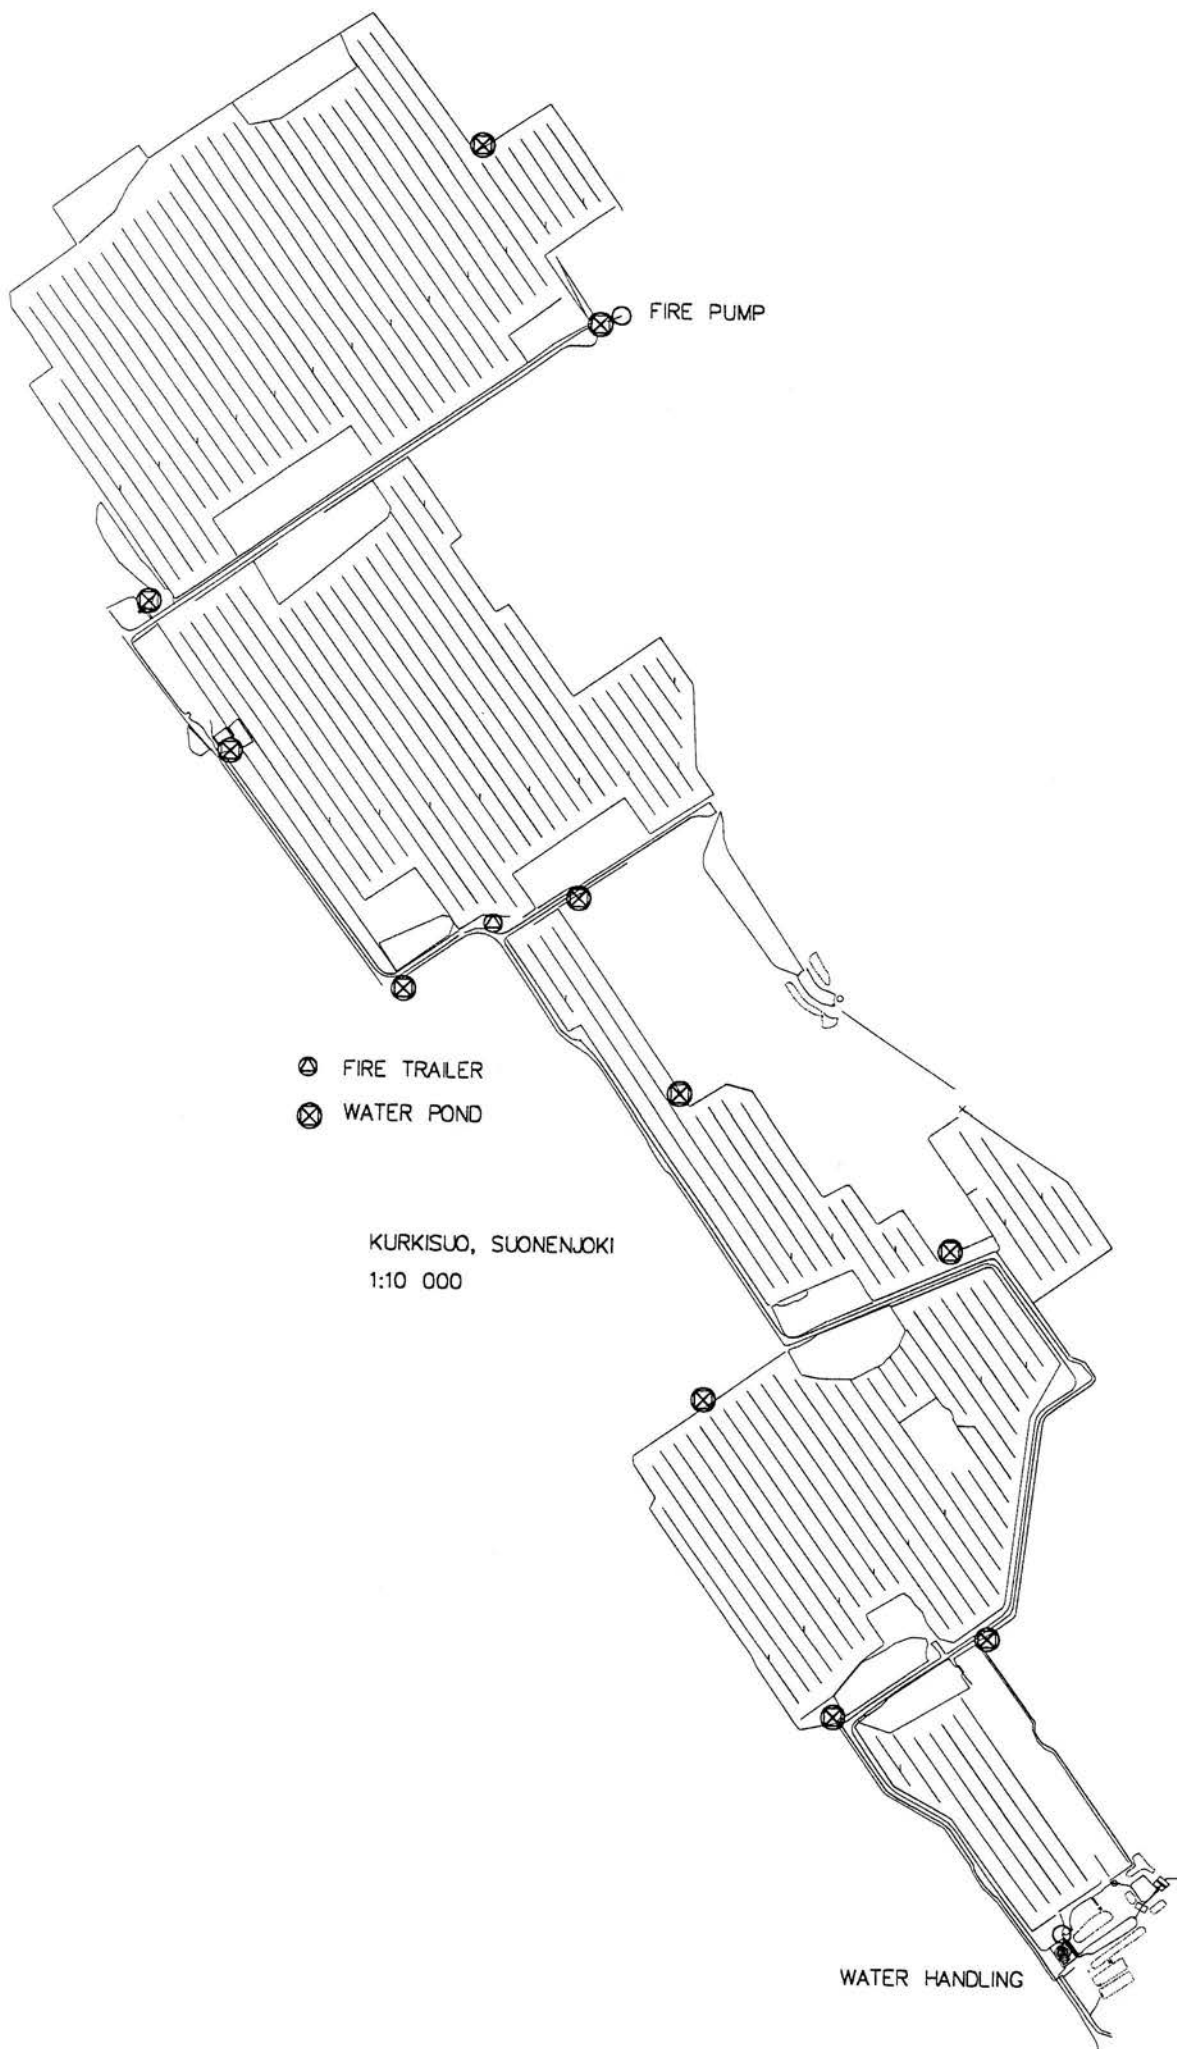 FIRE PUMP
FIRE TRAILER
WATER POND
KURKISUO, SUONENJOKI
1:10 000
WATER HANDLING